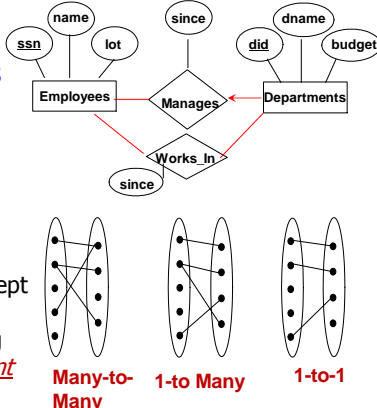 name
since
dname
ssn
lot
did
budget
Employees
Manages
Departments
Works_In
since
ept
nt
Many-to-
Many
1-to Many
1-to-1